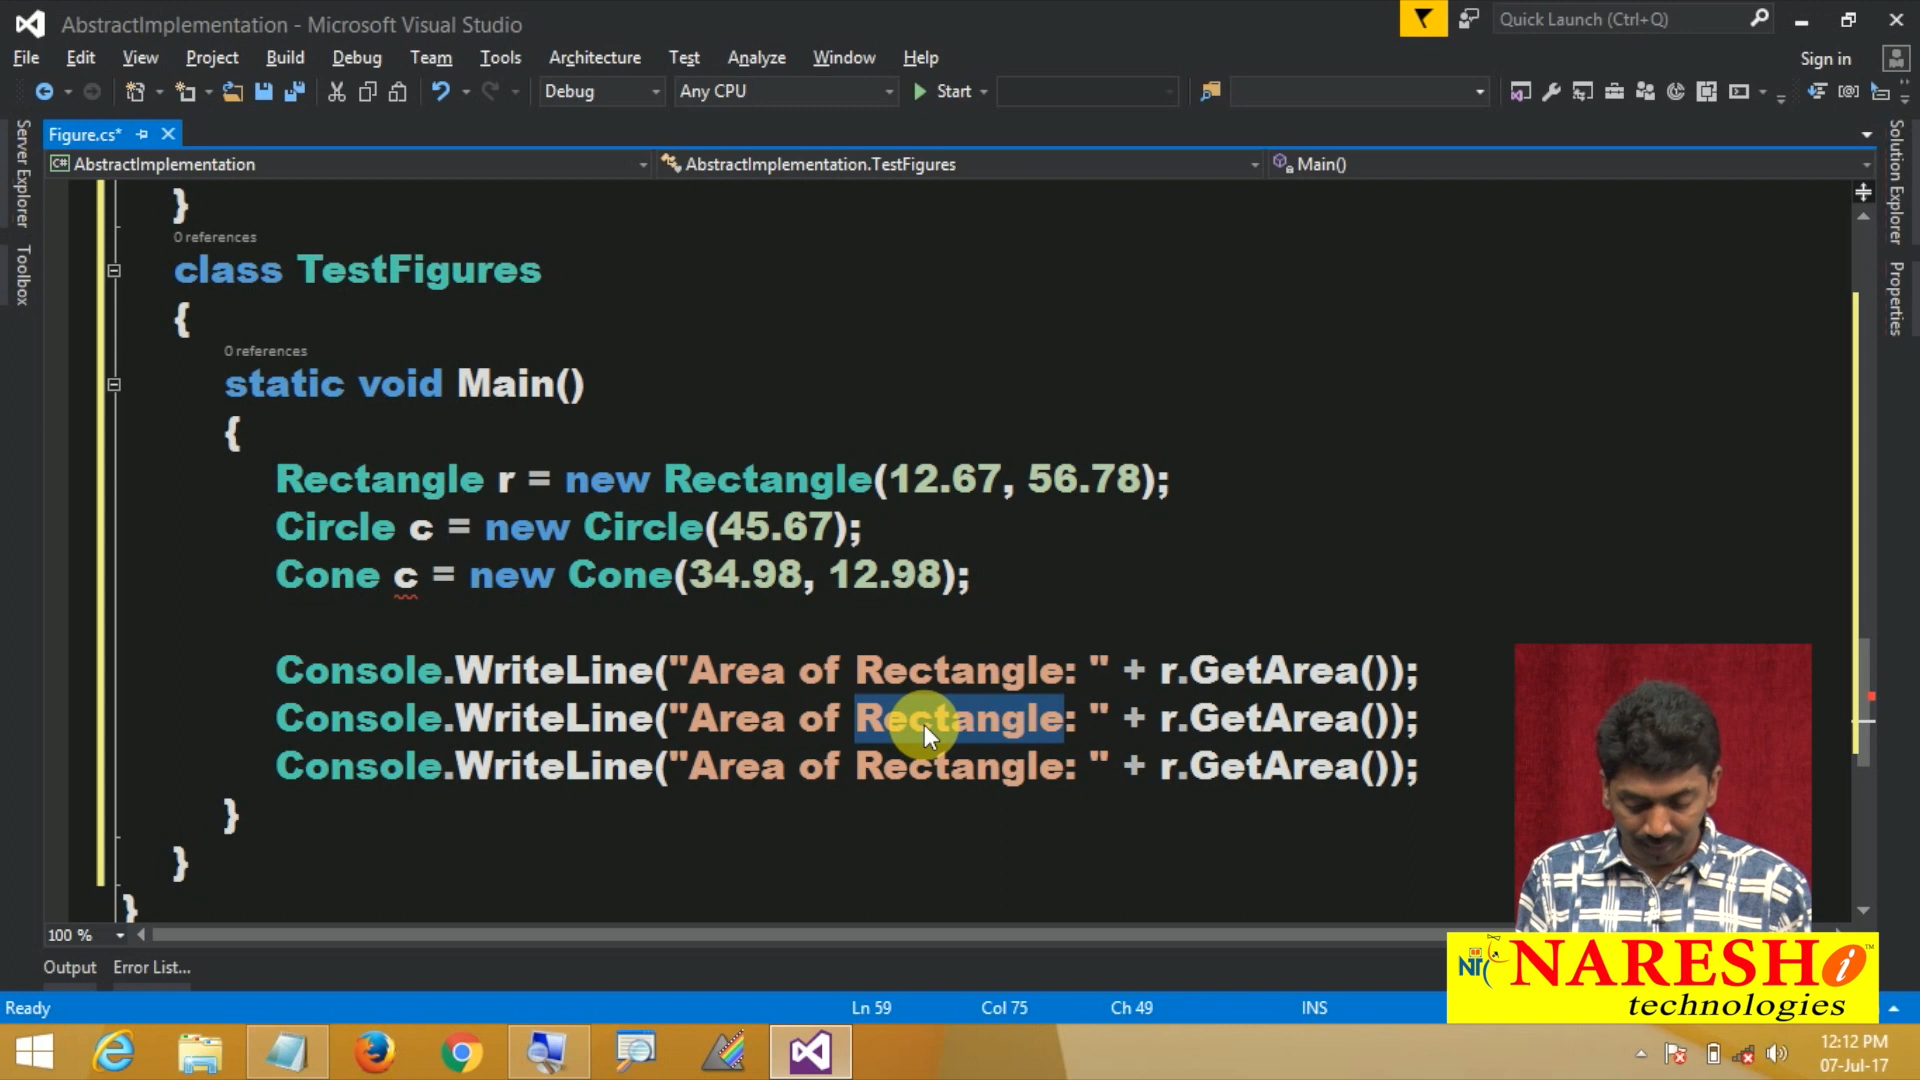 AbstractImplementation - Microsoft Visual Studio
Quick Launch (Ctrl+Q)
File Edit View Project Build Debug Team Tools Architecture Test Analyze Window Help
Sign in
Debug Any CPU Start
Server Explorer
Toolbox
Solution Explorer
Properties
Figure.cs*
C# AbstractImplementation AbstractImplementation.TestFigures Main()
}
0 references
class TestFigures
{
0 references
static void Main()
{
Rectangle r = new Rectangle(12.67, 56.78);
Circle c = new Circle(45.67);
Cone c = new Cone(34.98, 12.98);
Console.WriteLine("Area of Rectangle: " + r.GetArea());
Console.WriteLine("Area of Rectangle: " + r.GetArea());
Console.WriteLine("Area of Rectangle: " + r.GetArea());
}
}
}
100 %
Output Error List...
Ready Ln 59 Col 75 Ch 49 INS
NARESH i
technologies
12:12 PM
07-Jul-17